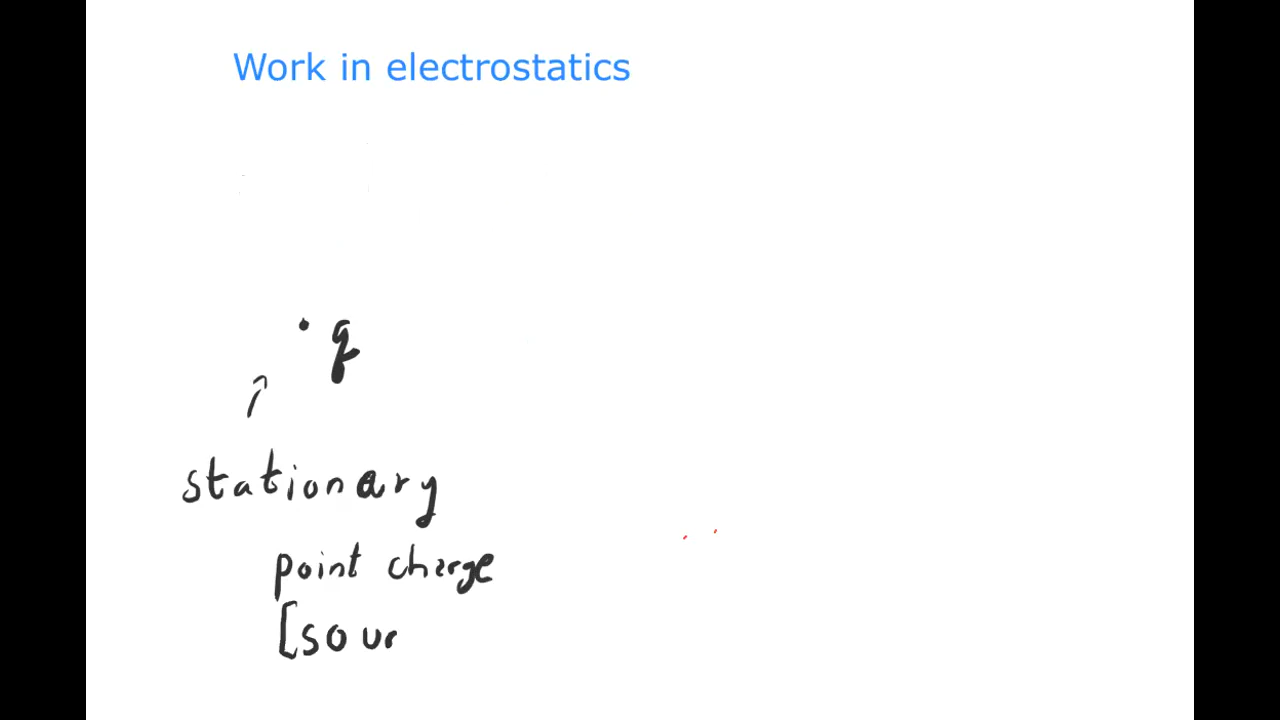 Work in electrostatics
q
stationary
point charge
[sour